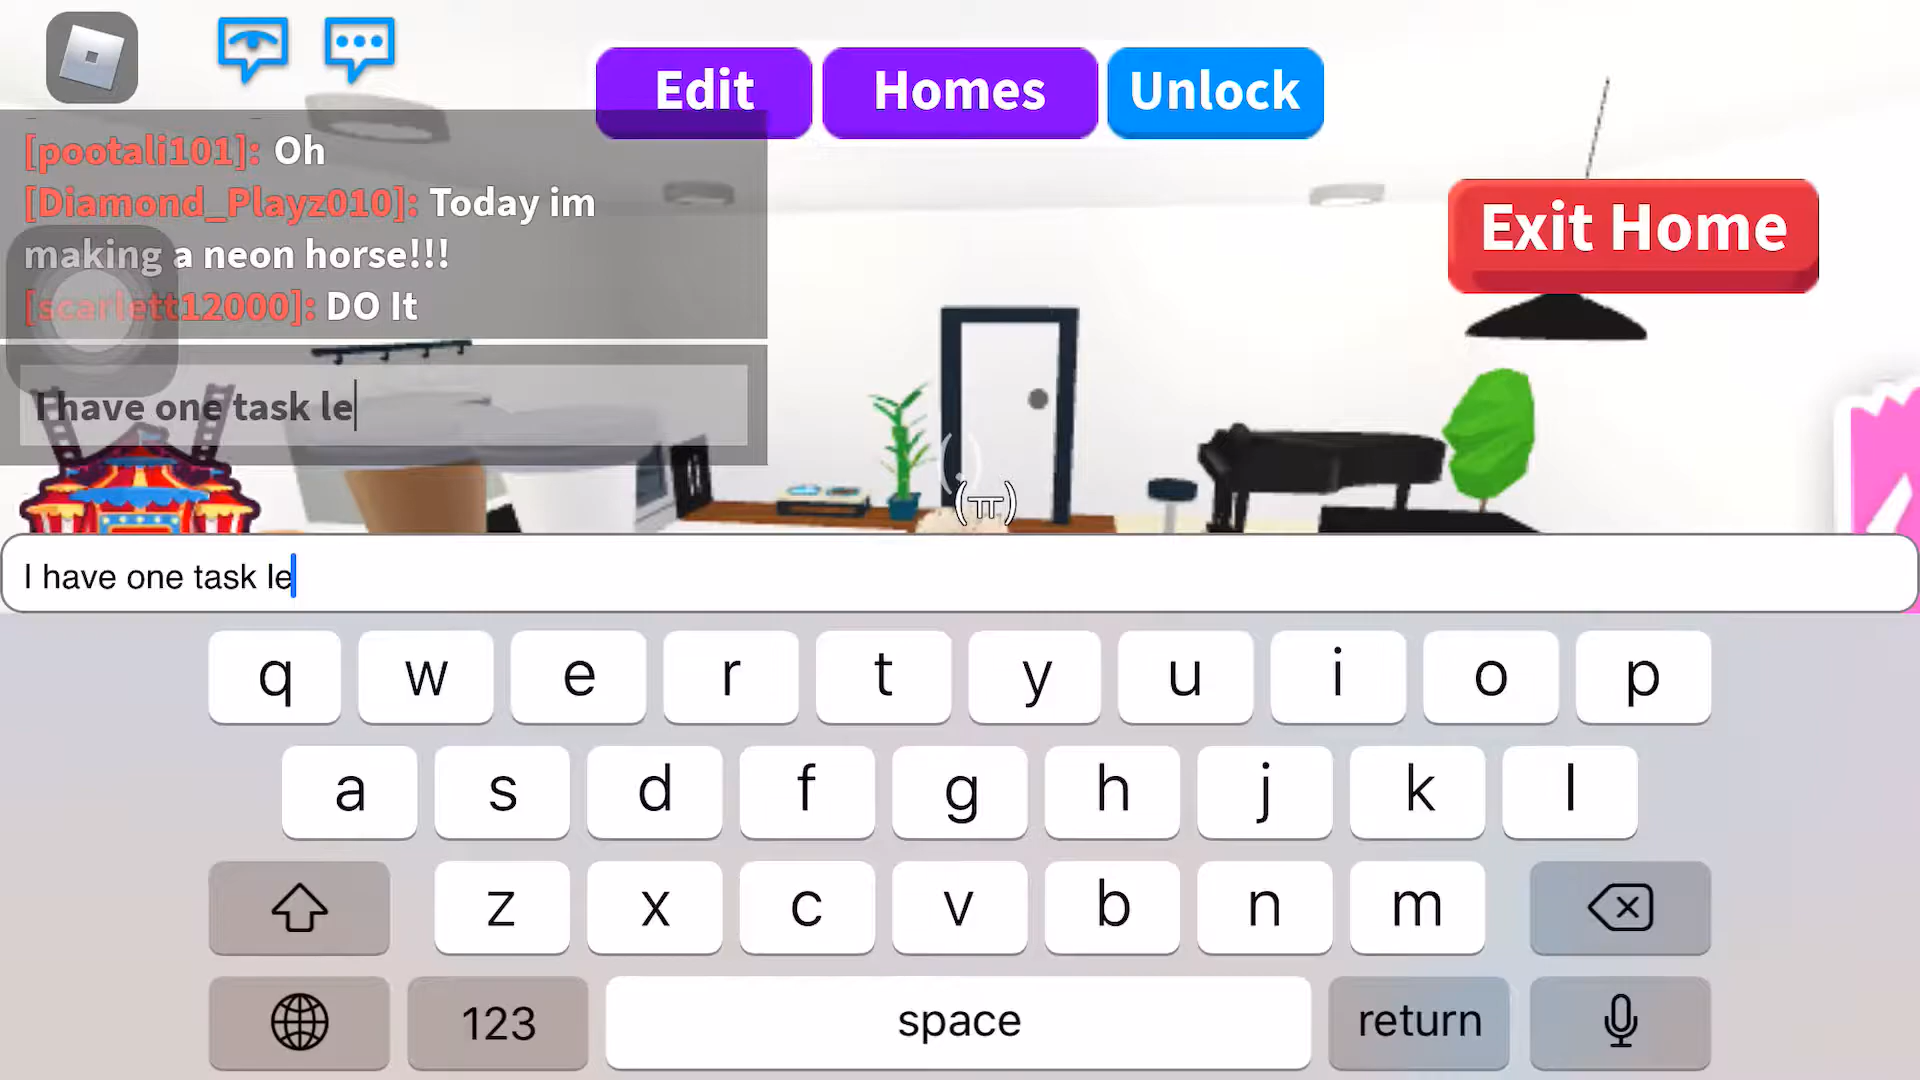 Edit Homes Unlock
[pootali101]: Oh
[Diamond_Playz010]: Today im
making a neon horse!!!
[scarlett12000]: DO It
Exit Home
I have one task le
I have one task le
q w e r t y u i o p
a s d f g h j k l
z x c v b n m
123 space return